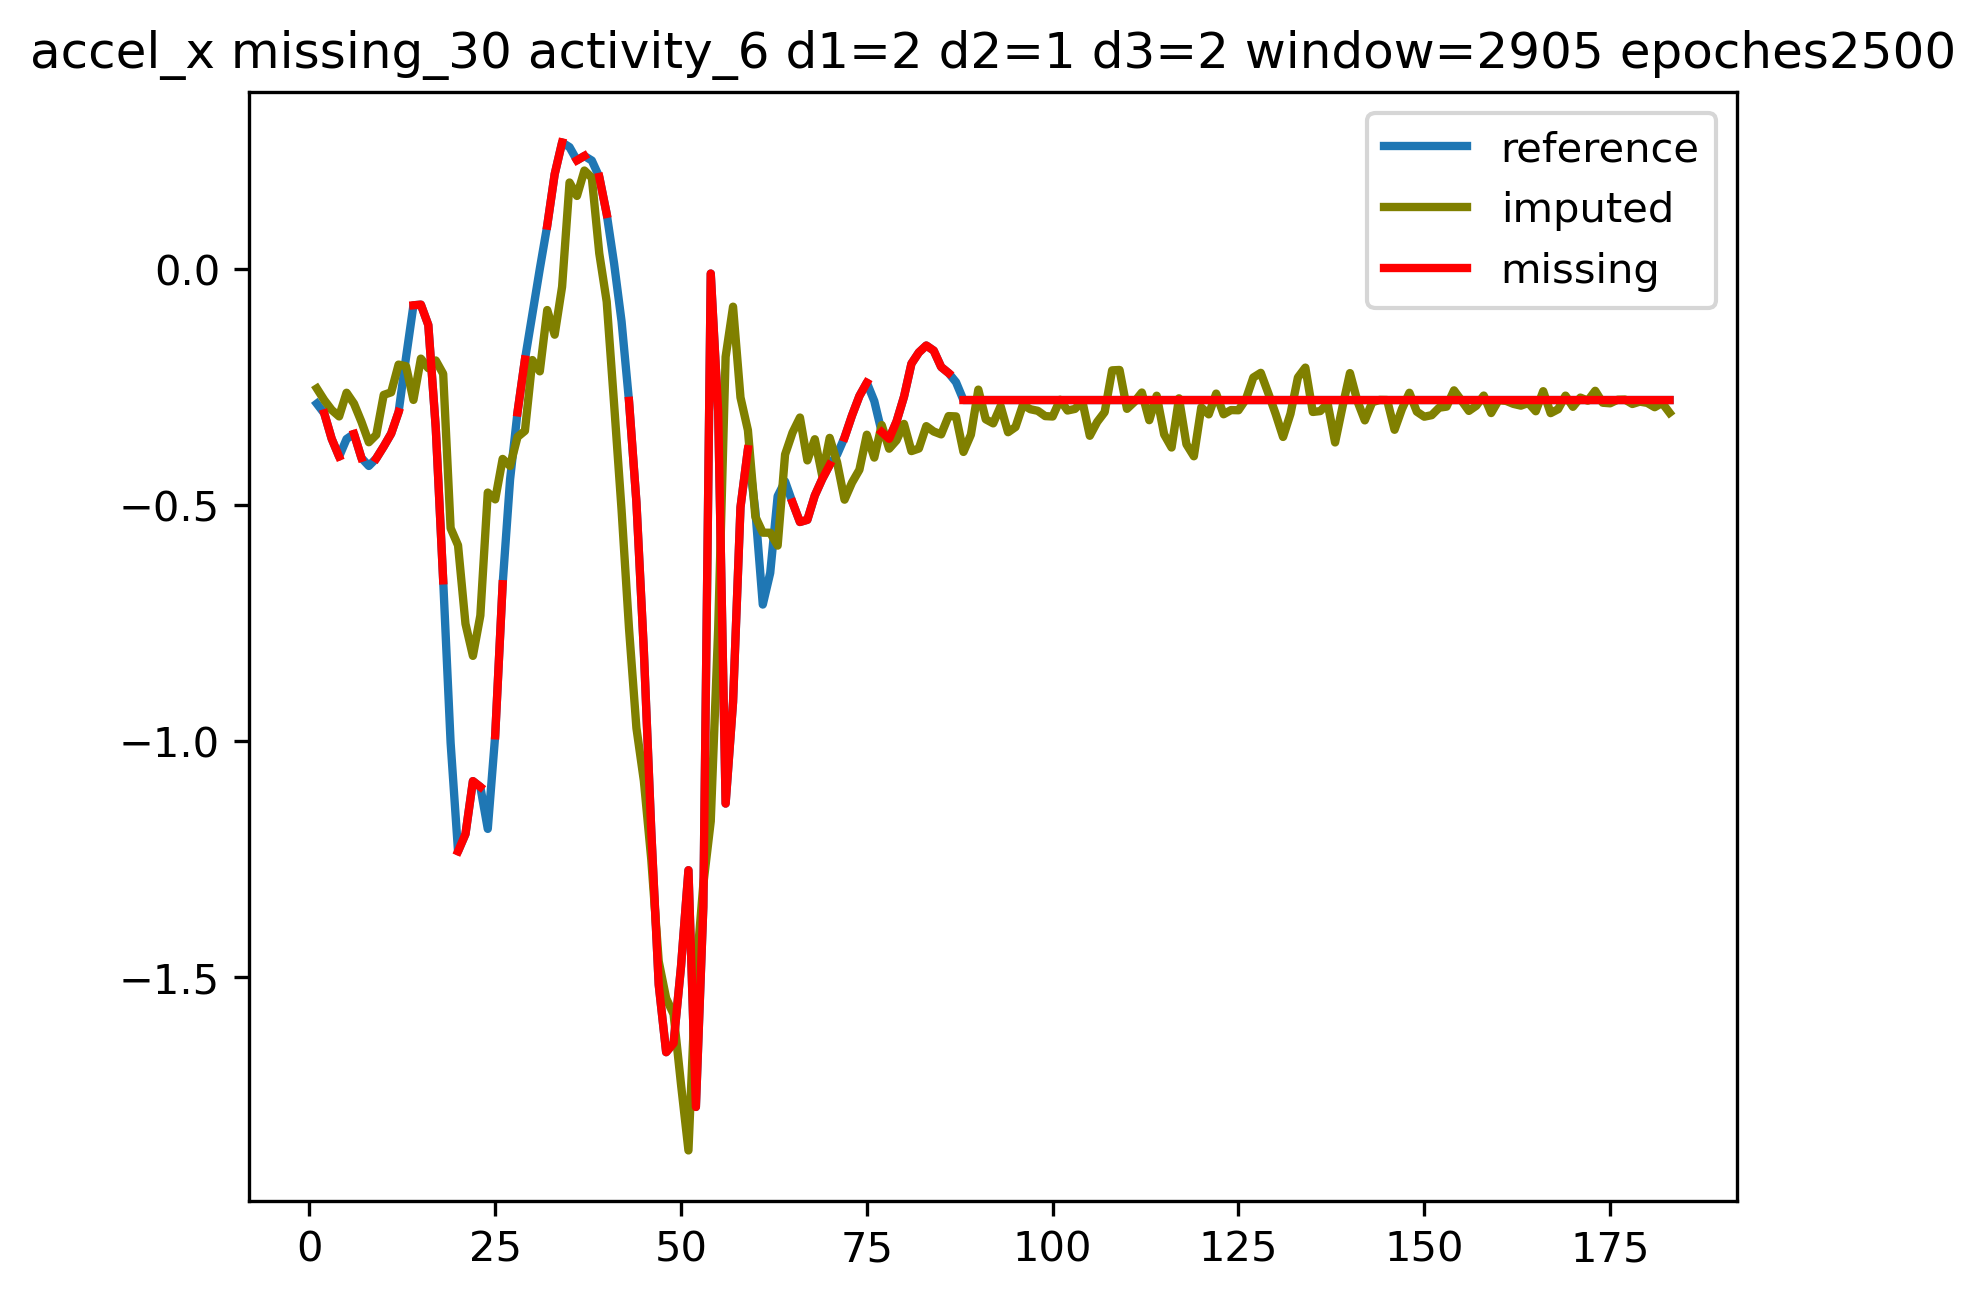 accel_x missing_30 activity_6 d1=2 d2=1 d3=2 window=2905 epoches2500
reference
imputed
missing
0.0
−0.5
−1.0
−1.5
0 25 50 75 100 125 150 175